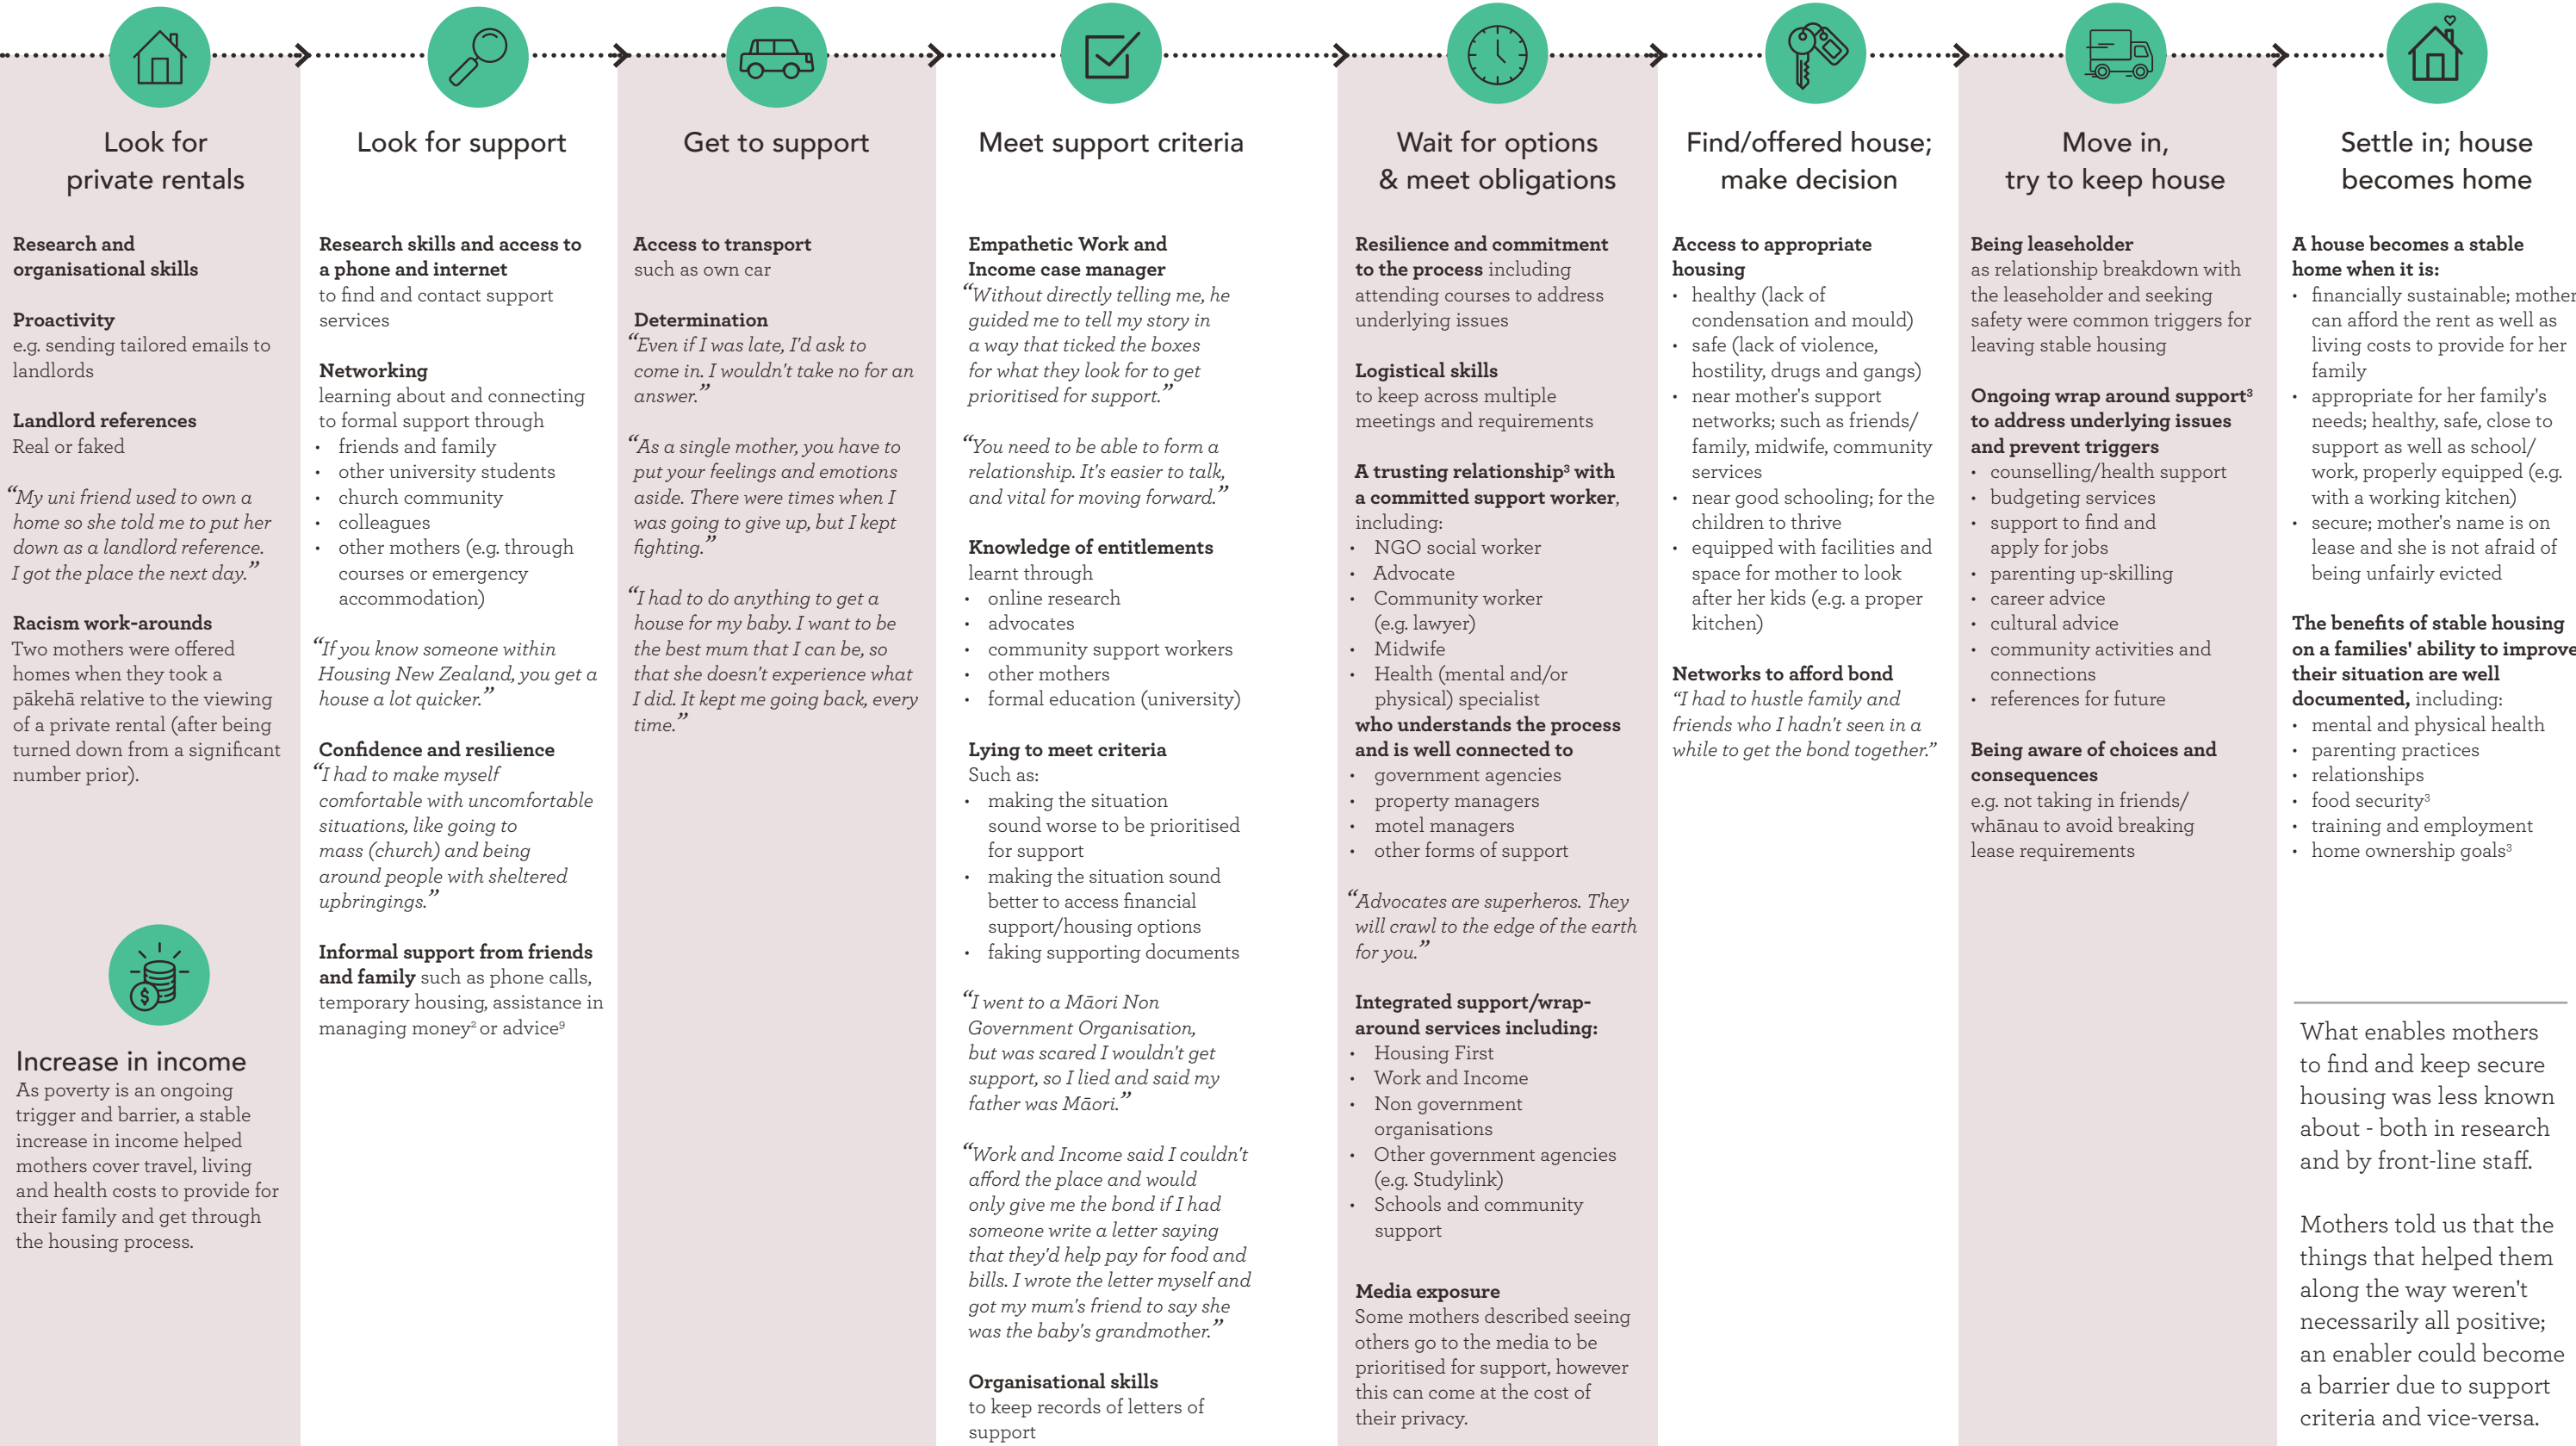 Look for
private rentals
Research and
organisational skills
Proactivity
e.g. sending tailored emails to
landlords
Landlord references
Real or faked
“My uni friend used to own a
home so she told me to put her
down as a landlord reference.
I got the place the next day.”
Racism work-arounds
Two mothers were offered
homes when they took a
pākehā relative to the viewing
of a private rental (after being
turned down from a significant
number prior).
Increase in income
As poverty is an ongoing
trigger and barrier, a stable
increase in income helped
mothers cover travel, living
and health costs to provide for
their family and get through
the housing process.
Look for support
Research skills and access to
a phone and internet
to find and contact support
services
Networking
learning about and connecting
to formal support through
• friends and family
• other university students
• church community
• colleagues
• other mothers (e.g. through
courses or emergency
accommodation)
“If you know someone within
Housing New Zealand, you get a
house a lot quicker.”
Confidence and resilience
“I had to make myself
comfortable with uncomfortable
situations, like going to
mass (church) and being
around people with sheltered
upbringings.”
Informal support from friends
and family such as phone calls,
temporary housing, assistance in
managing money² or advice⁹
Get to support
Access to transport
such as own car
Determination
“Even if I was late, I'd ask to
come in. I wouldn't take no for an
answer.”
“As a single mother, you have to
put your feelings and emotions
aside. There were times when I
was going to give up, but I kept
fighting.”
“I had to do anything to get a
house for my baby. I want to be
the best mum that I can be, so
that she doesn't experience what
I did. It kept me going back, every
time.”
Meet support criteria
Empathetic Work and
Income case manager
“Without directly telling me, he
guided me to tell my story in
a way that ticked the boxes
for what they look for to get
prioritised for support.”
“You need to be able to form a
relationship. It's easier to talk,
and vital for moving forward.”
Knowledge of entitlements
learnt through
• online research
• advocates
• community support workers
• other mothers
• formal education (university)
Lying to meet criteria
Such as:
• making the situation
sound worse to be prioritised
for support
• making the situation sound
better to access financial
support/housing options
• faking supporting documents
“I went to a Māori Non
Government Organisation,
but was scared I wouldn't get
support, so I lied and said my
father was Māori.”
“Work and Income said I couldn't
afford the place and would
only give me the bond if I had
someone write a letter saying
that they'd help pay for food and
bills. I wrote the letter myself and
got my mum's friend to say she
was the baby's grandmother.”
Organisational skills
to keep records of letters of
support
Wait for options
& meet obligations
Resilience and commitment
to the process including
attending courses to address
underlying issues
Logistical skills
to keep across multiple
meetings and requirements
A trusting relationship³ with
a committed support worker,
including:
• NGO social worker
• Advocate
• Community worker
(e.g. lawyer)
• Midwife
• Health (mental and/or
physical) specialist
who understands the process
and is well connected to
• government agencies
• property managers
• motel managers
• other forms of support
“Advocates are superheros. They
will crawl to the edge of the earth
for you.”
Integrated support/wrap-
around services including:
• Housing First
• Work and Income
• Non government
organisations
• Other government agencies
(e.g. Studylink)
• Schools and community
support
Media exposure
Some mothers described seeing
others go to the media to be
prioritised for support, however
this can come at the cost of
their privacy.
Find/offered house;
make decision
Access to appropriate
housing
• healthy (lack of
condensation and mould)
• safe (lack of violence,
hostility, drugs and gangs)
• near mother's support
networks; such as friends/
family, midwife, community
services
• near good schooling; for the
children to thrive
• equipped with facilities and
space for mother to look
after her kids (e.g. a proper
kitchen)
Networks to afford bond
“I had to hustle family and
friends who I hadn't seen in a
while to get the bond together.”
Move in,
try to keep house
Being leaseholder
as relationship breakdown with
the leaseholder and seeking
safety were common triggers for
leaving stable housing
Ongoing wrap around support³
to address underlying issues
and prevent triggers
• counselling/health support
• budgeting services
• support to find and
apply for jobs
• parenting up-skilling
• career advice
• cultural advice
• community activities and
connections
• references for future
Being aware of choices and
consequences
e.g. not taking in friends/
whānau to avoid breaking
lease requirements
Settle in; house
becomes home
A house becomes a stable
home when it is:
• financially sustainable; mother
can afford the rent as well as
living costs to provide for her
family
• appropriate for her family's
needs; healthy, safe, close to
support as well as school/
work, properly equipped (e.g.
with a working kitchen)
• secure; mother's name is on
lease and she is not afraid of
being unfairly evicted
The benefits of stable housing
on a families' ability to improve
their situation are well
documented, including:
• mental and physical health
• parenting practices
• relationships
• food security³
• training and employment
• home ownership goals³
What enables mothers
to find and keep secure
housing was less known
about - both in research
and by front-line staff.
Mothers told us that the
things that helped them
along the way weren't
necessarily all positive;
an enabler could become
a barrier due to support
criteria and vice-versa.